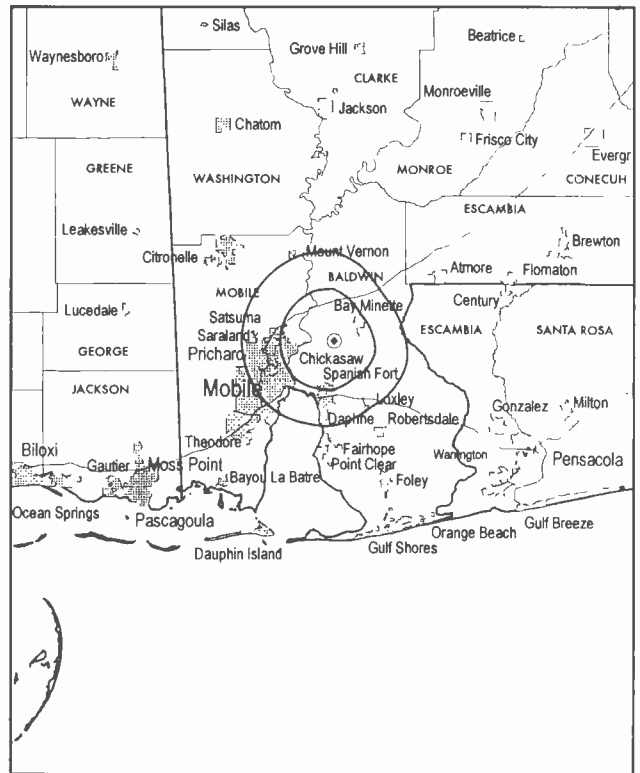 Silas
Beatrice
Grove Hill
Waynesboro
CLARKE
Monroeville
WAYNE
Jackson
Chatom
Frisco City
Evergr
GREENE
MONROE
CONECUH
WASHINGTON
ESCAMBIA
Leakesville
Brewton
Mount Vernon
Citronelle
BALDWIN
Atmore
Flomaton
MOBILE
Century
Bay Minette
Lucedale
Satsuma
ESCAMBIA
SANTA ROSA
Saraland
GEORGE
Prichard
Chickasaw
Spanish Fort
JACKSON
Mobile
Loxley
Gonzalez
Milton
Daphne
Robertsdale
Theodore
Biloxi
Fairhope
Warrington
Pensacola
Gautier
Moss Point
Point Clear
Bayou La Batre
Foley
Ocean Springs
Pascagoula
Gulf Breeze
Orange Beach
Dauphin Island
Gulf Shores